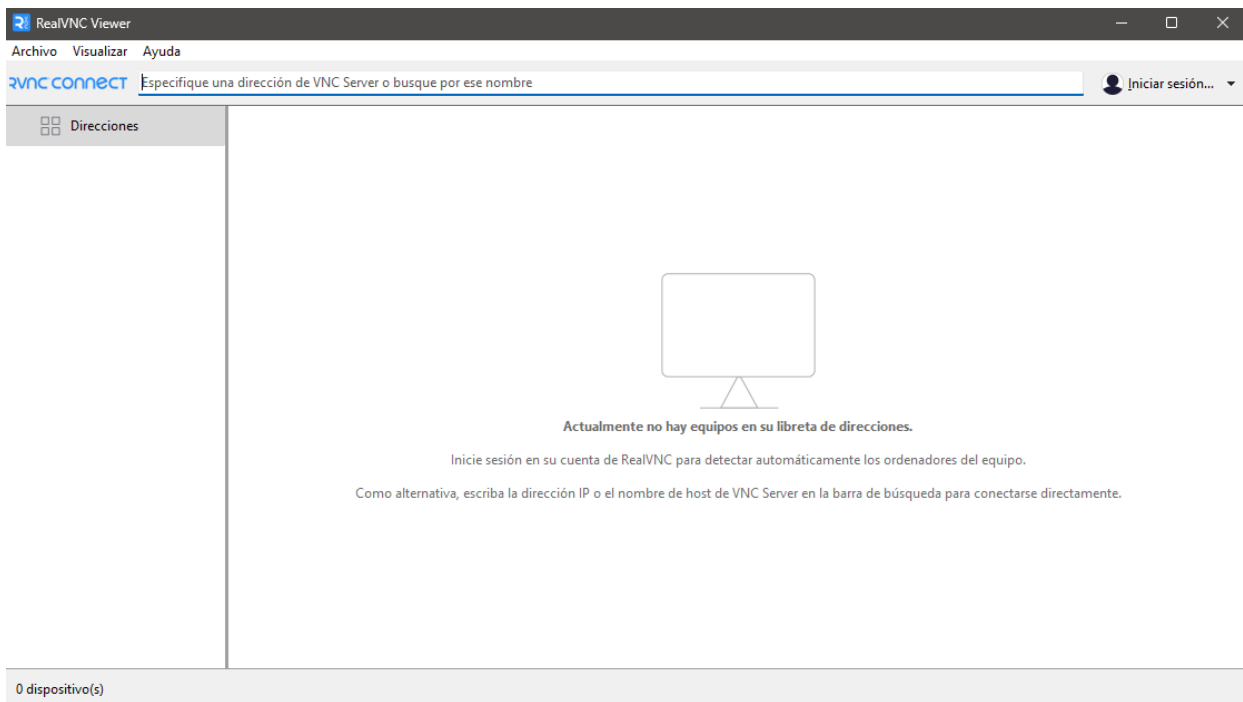 RealVNC Viewer
Archivo Visualizar Ayuda
RVNC CONNECT Especifique una dirección de VNC Server o busque por ese nombre Iniciar sesión...
Direcciones
Actualmente no hay equipos en su libreta de direcciones.
Inicie sesión en su cuenta de RealVNC para detectar automáticamente los ordenadores del equipo.
Como alternativa, escriba la dirección IP o el nombre de host de VNC Server en la barra de búsqueda para conectarse directamente.
0 dispositivo(s)